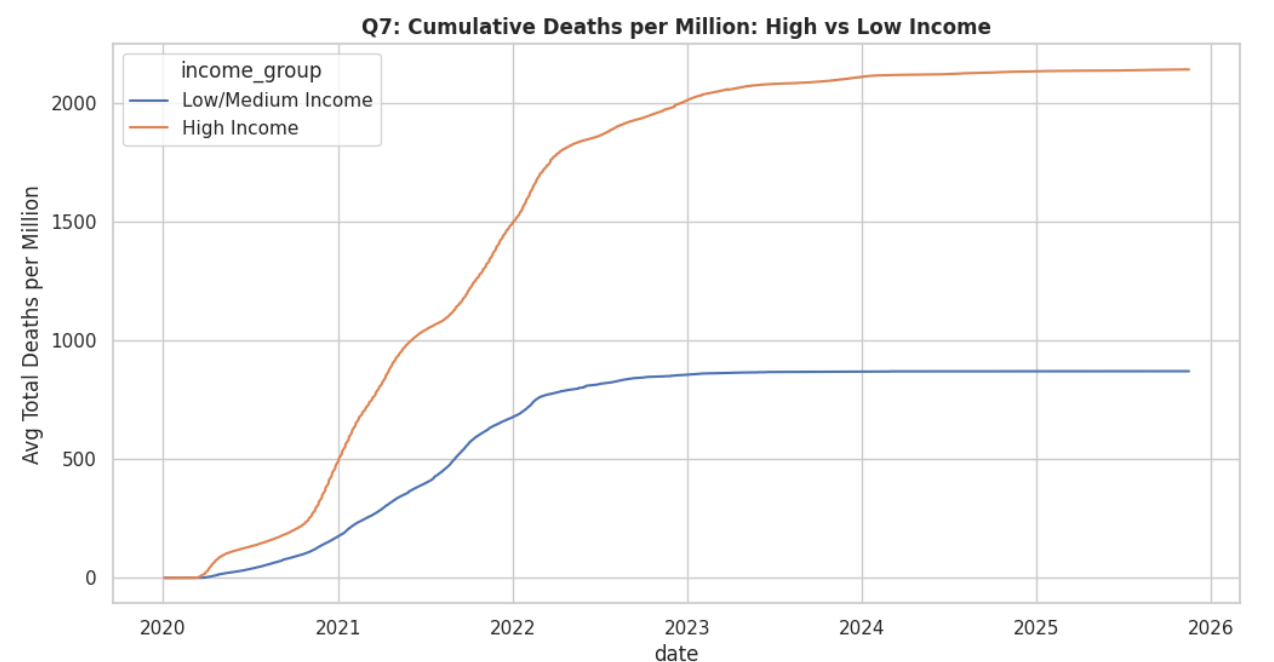 Q7: Cumulative Deaths per Million: High vs Low Income
income_group
Low/Medium Income
High Income
Avg Total Deaths per Million
2000
1500
1000
500
0
2020 2021 2022 2023 2024 2025 2026
date